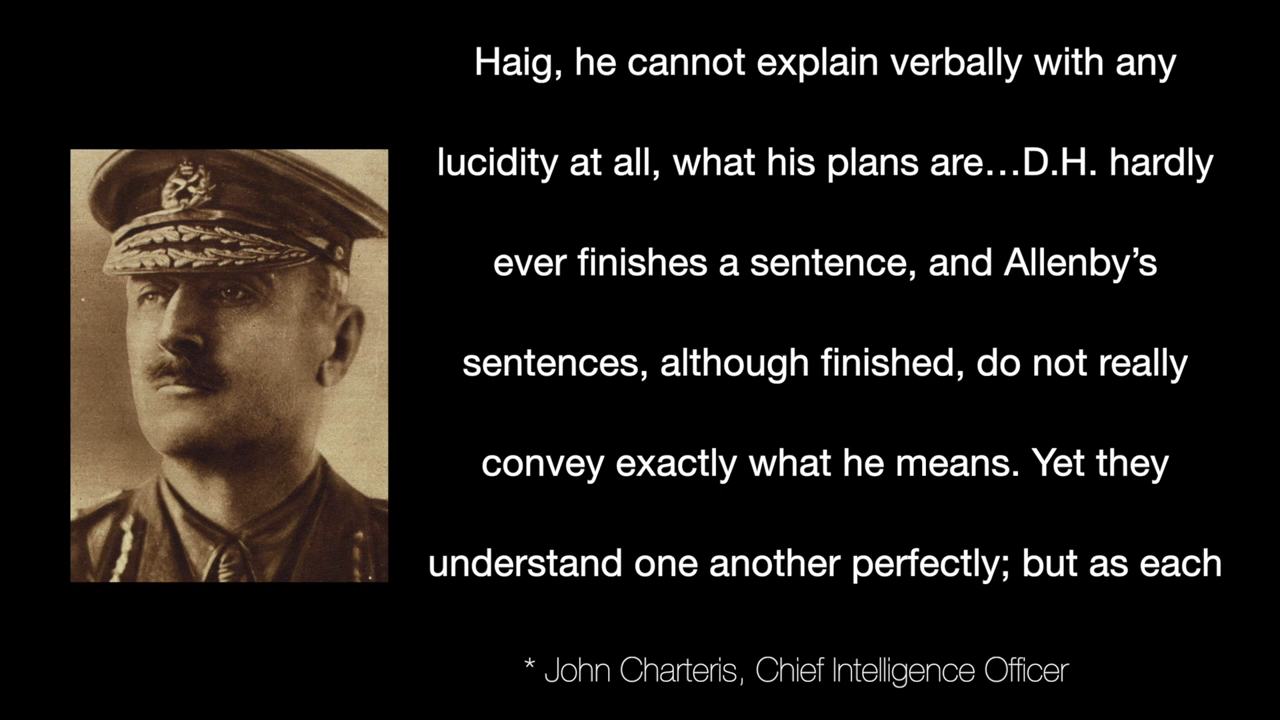 Haig, he cannot explain verbally with any
lucidity at all, what his plans are…D.H. hardly
ever finishes a sentence, and Allenby’s
sentences, although finished, do not really
convey exactly what he means. Yet they
understand one another perfectly; but as each
* John Charteris, Chief Intelligence Officer